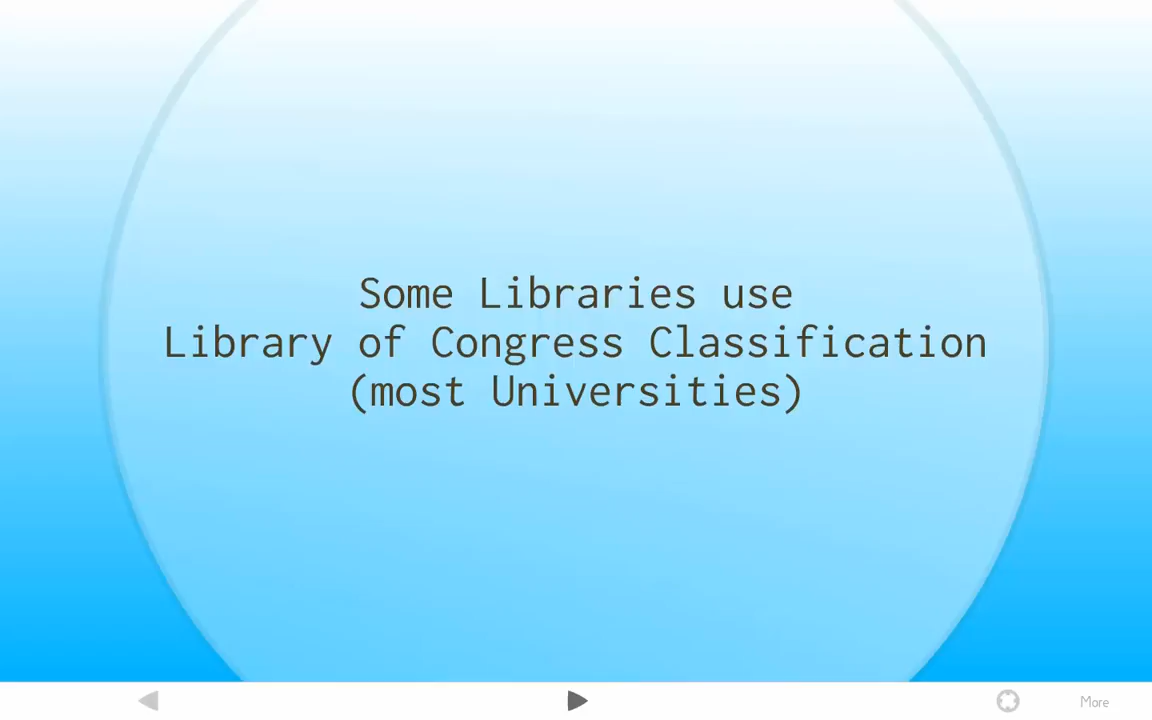 Some Libraries use
Library of Congress Classification
(most Universities)
More